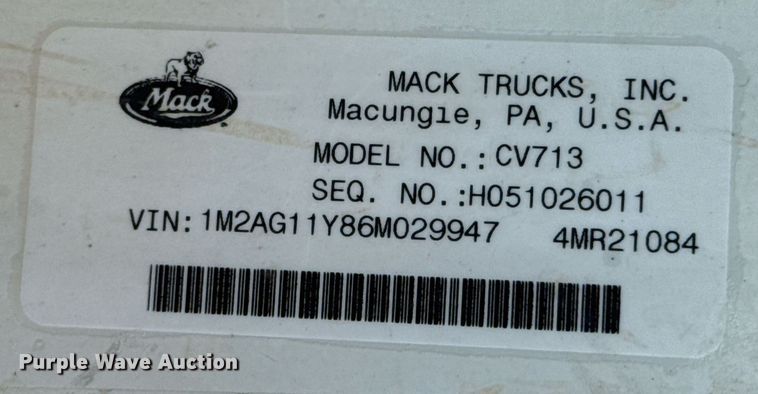 Mack
MACK TRUCKS, INC.
Macungie, PA, U.S.A.
MODEL NO.: CV713
SEQ. NO.:H051026011
VIN: 1M2AG11Y86M029947 4MR21084
Purple Wave Auction